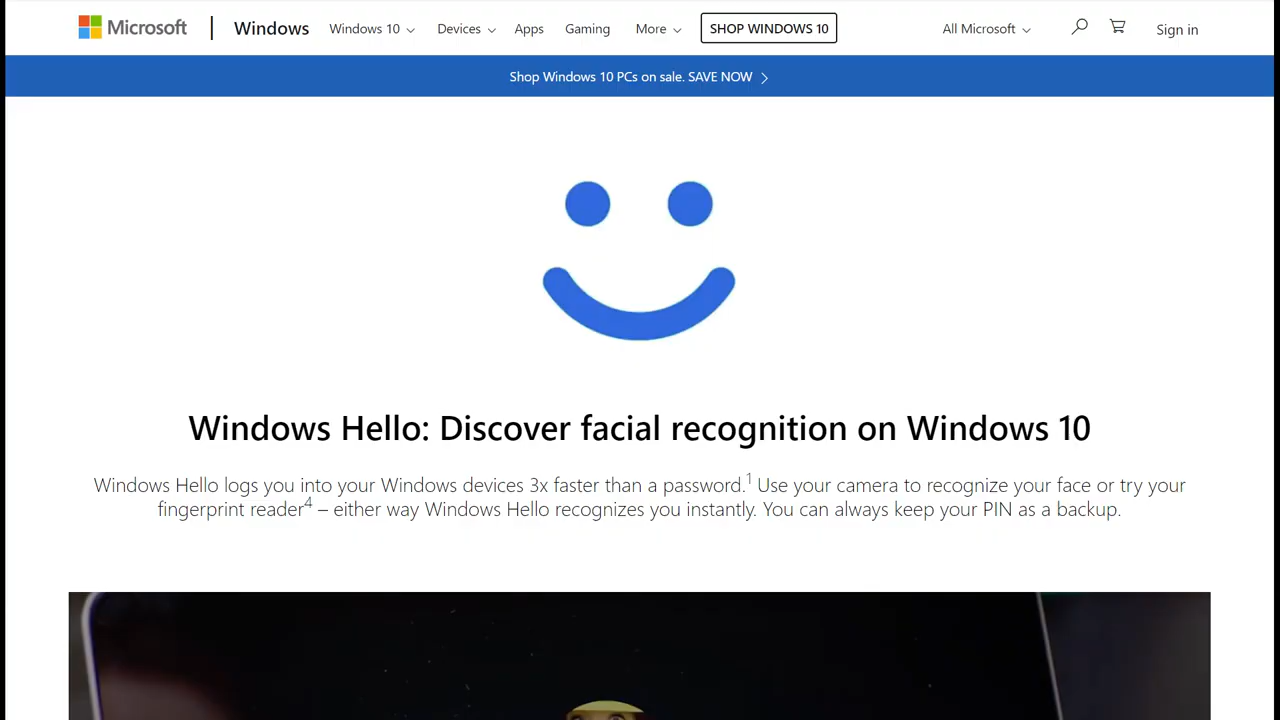 Microsoft Windows Windows 10 Devices Apps Gaming More SHOP WINDOWS 10 All Microsoft Sign in
Shop Windows 10 PCs on sale. SAVE NOW
Windows Hello: Discover facial recognition on Windows 10
Windows Hello logs you into your Windows devices 3x faster than a password.1 Use your camera to recognize your face or try your
fingerprint reader4 – either way Windows Hello recognizes you instantly. You can always keep your PIN as a backup.